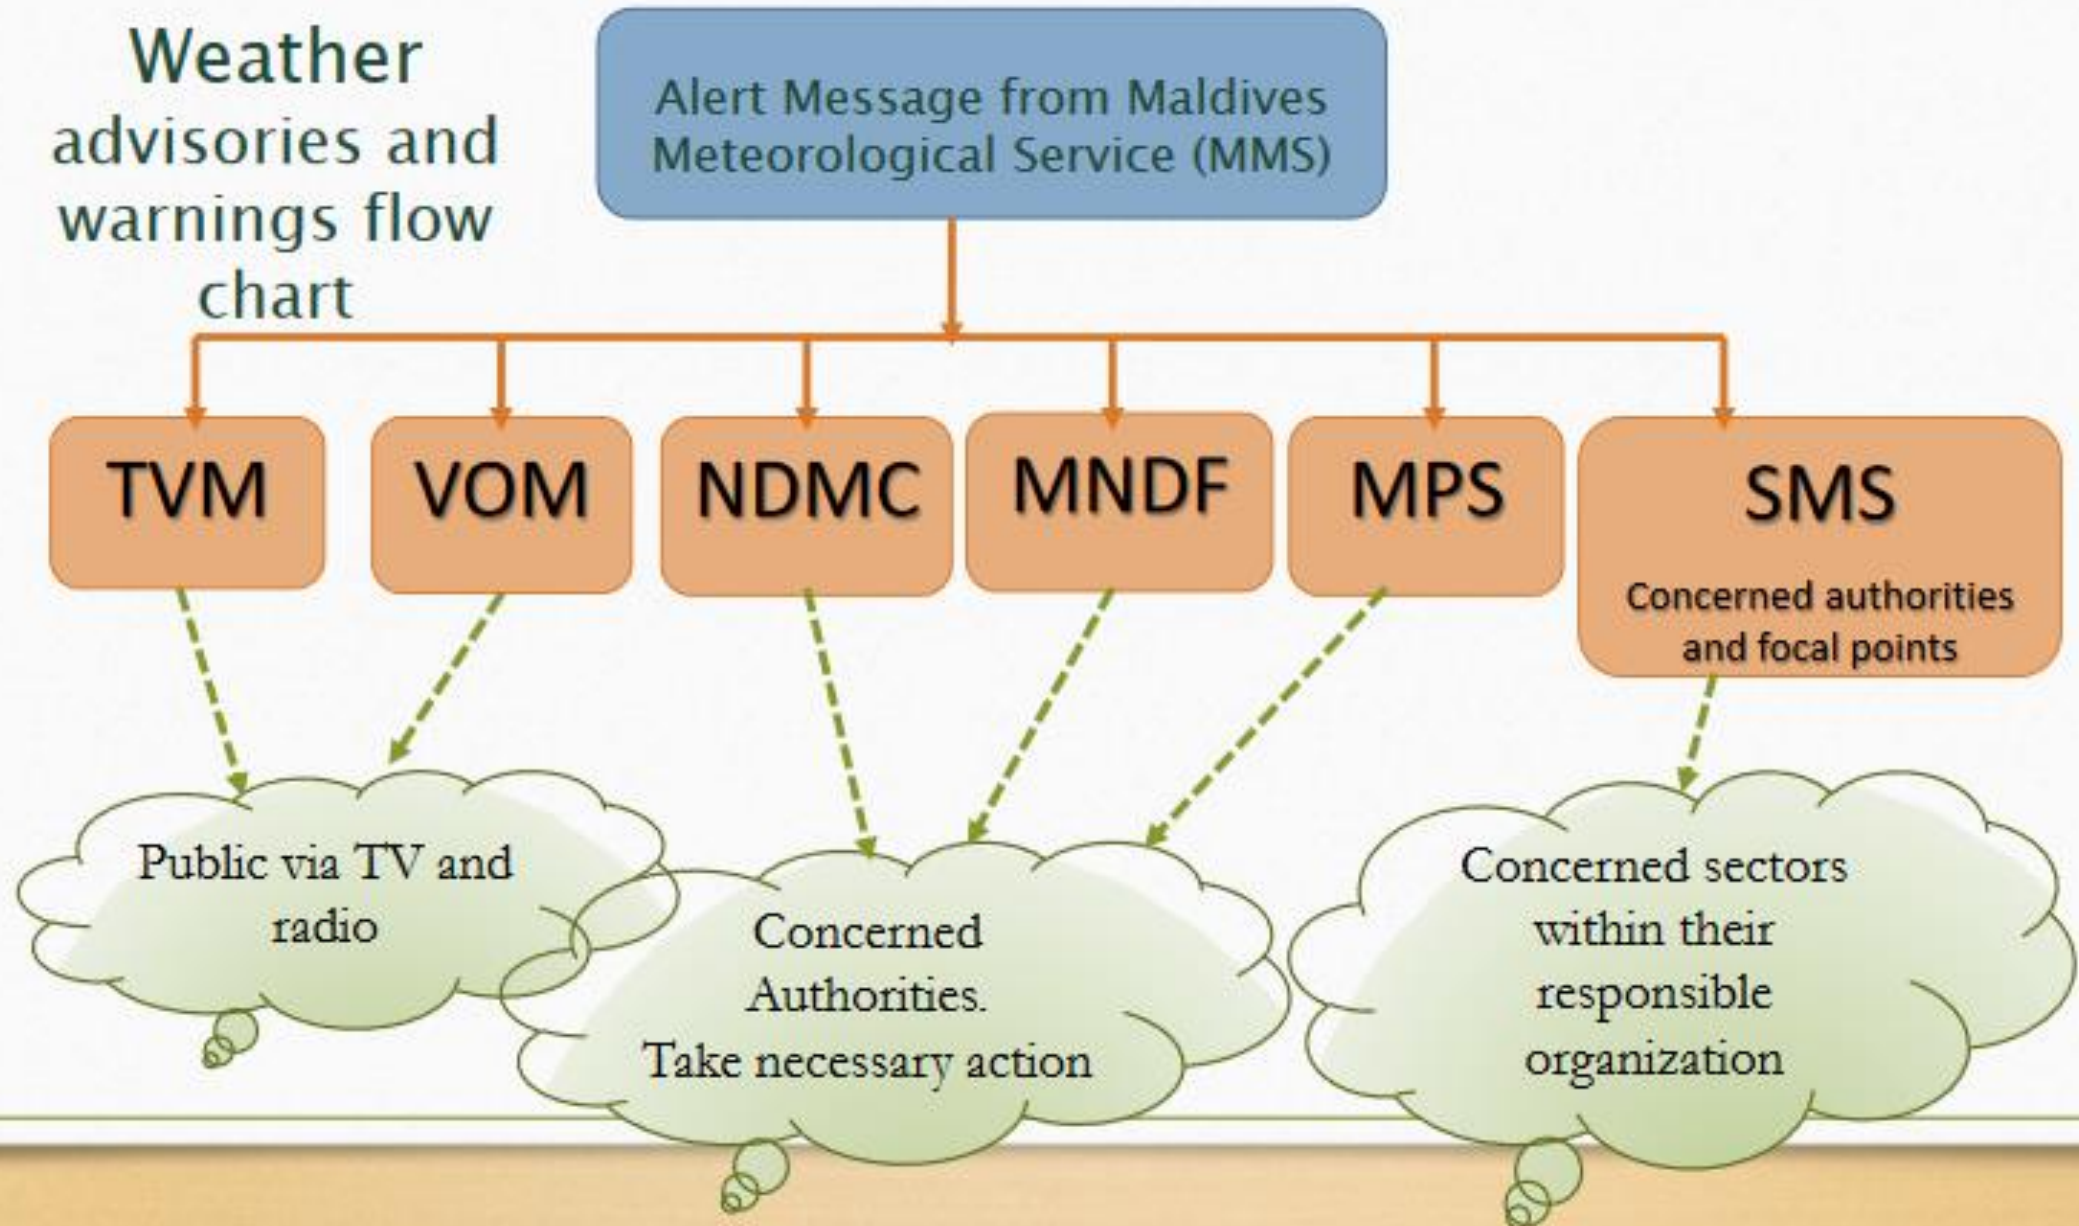 Weather
advisories and
warnings flow
chart
Alert Message from Maldives
Meteorological Service (MMS)
TVM
VOM
NDMC
MNDF
MPS
SMS
Concerned authorities
and focal points
Public via TV and
radio
Concerned
Authorities.
Take necessary action
Concerned sectors
within their
responsible
organization